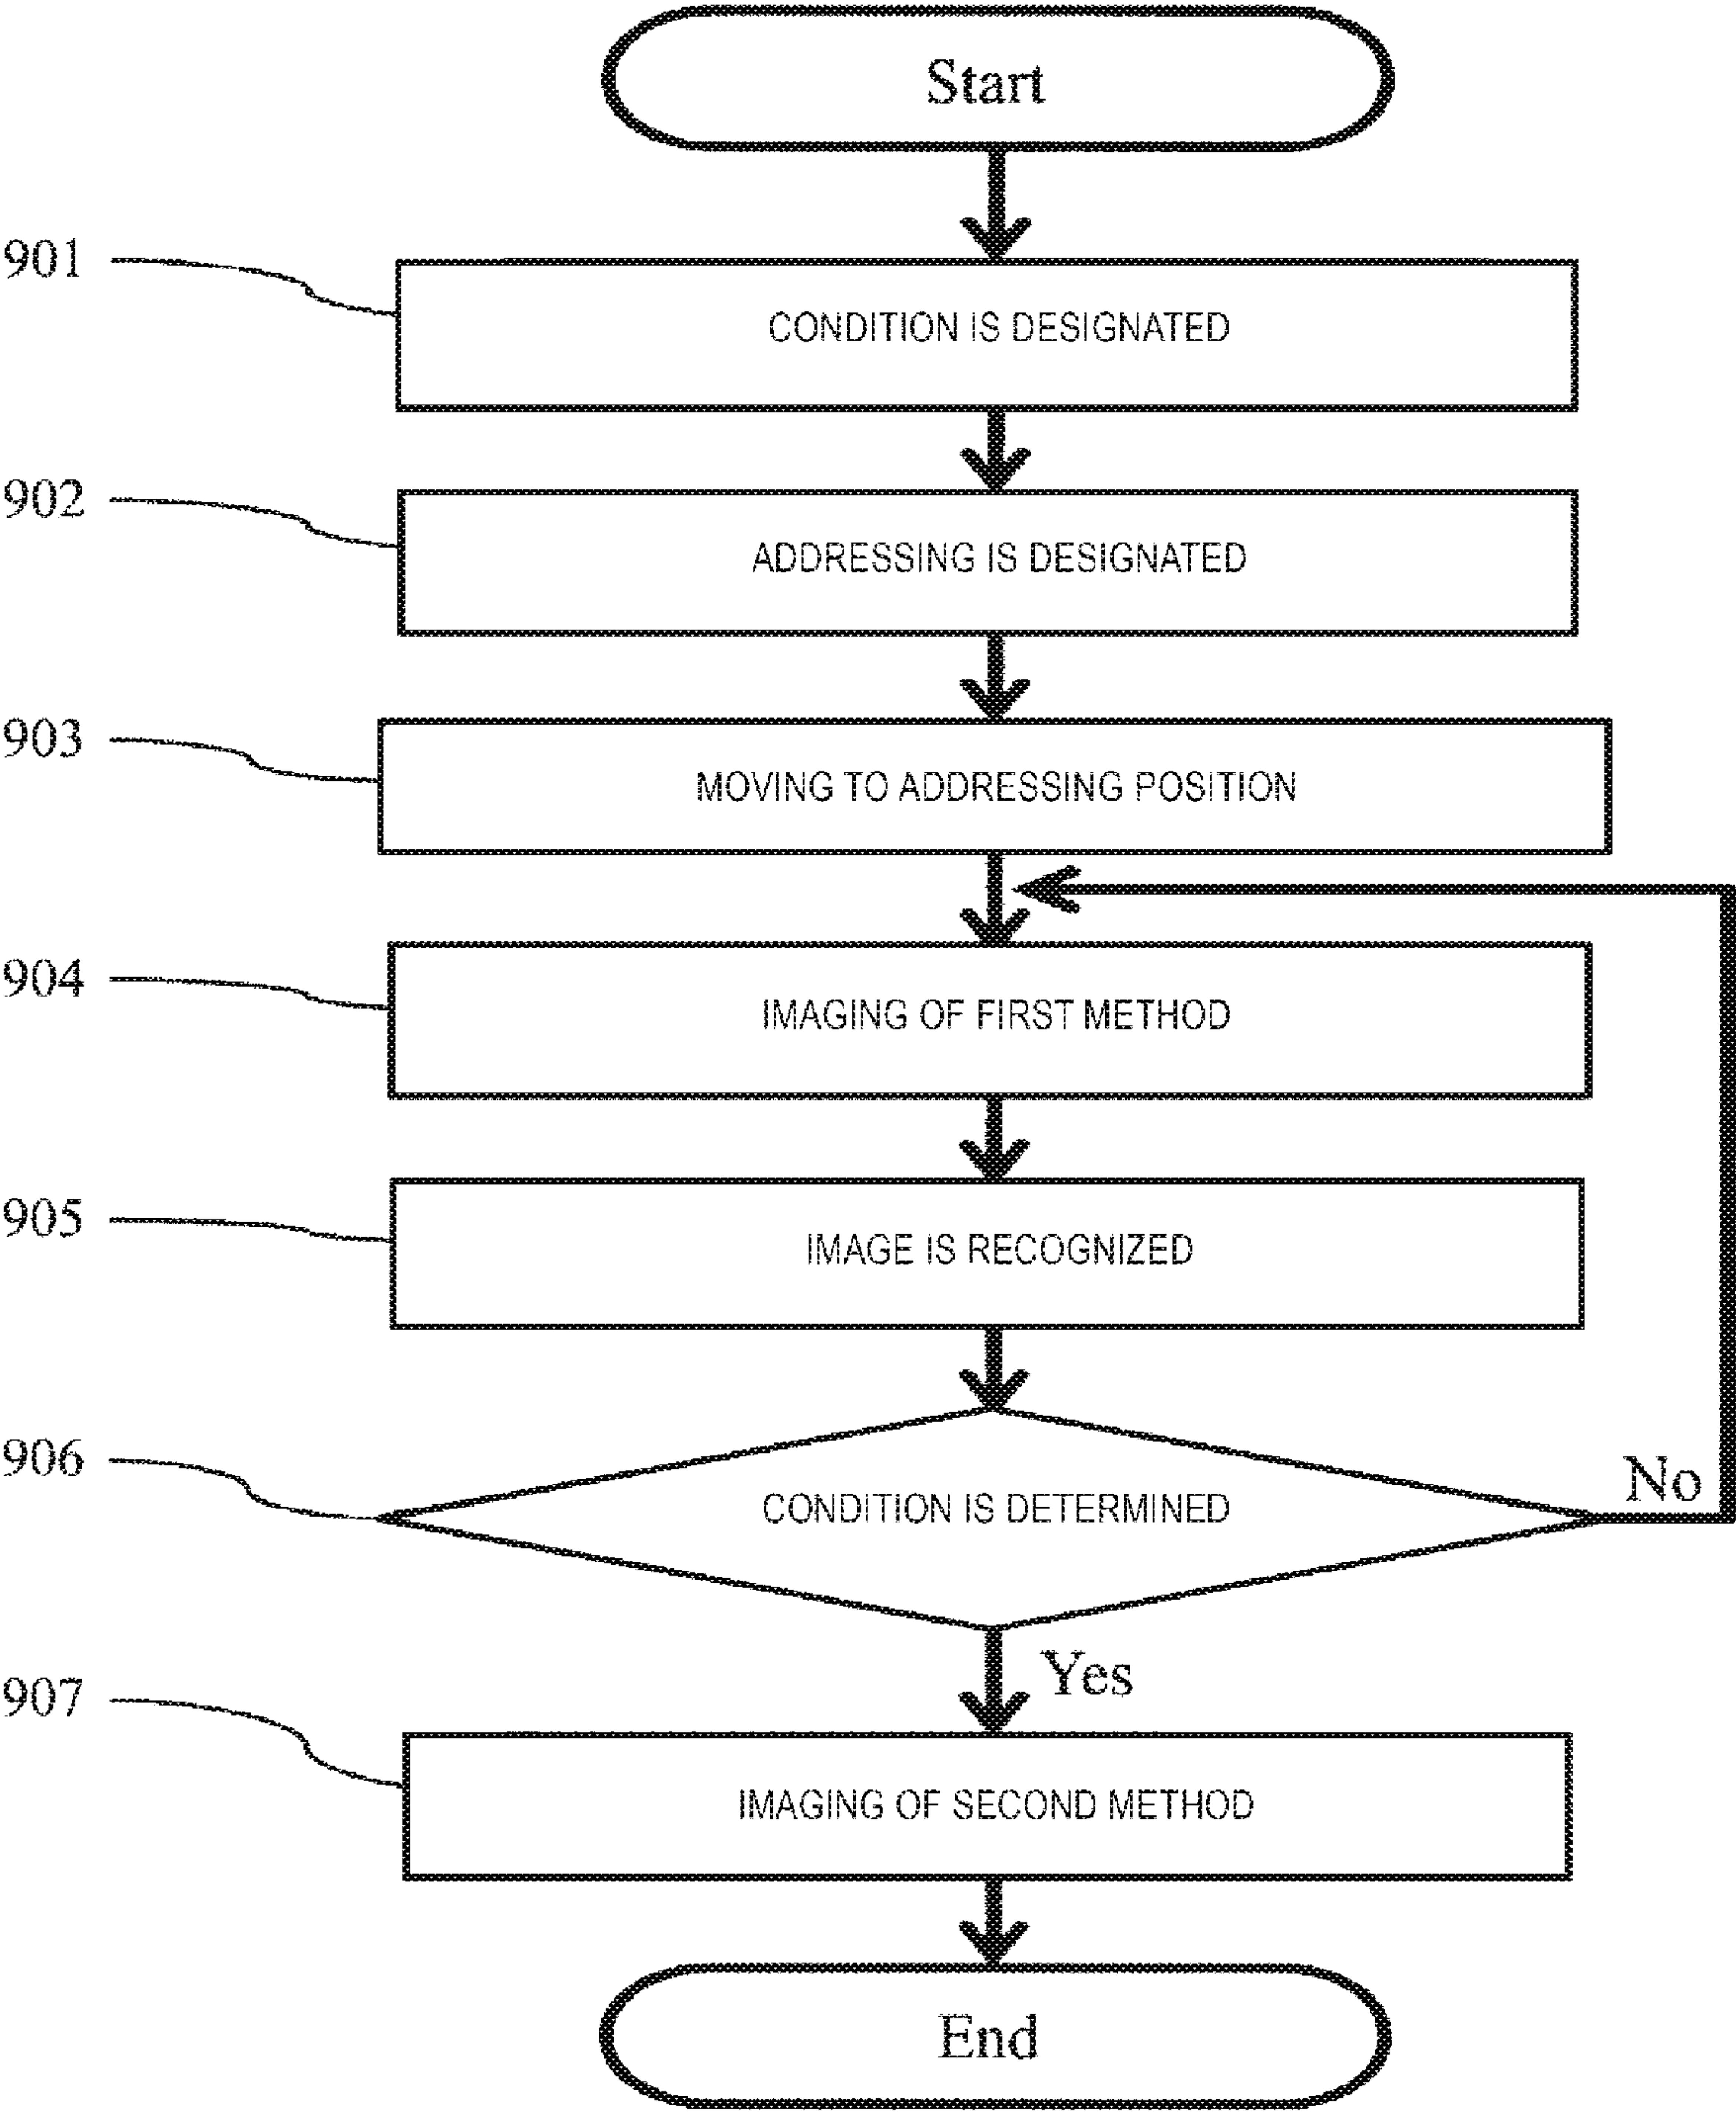 Start
901
CONDITION IS DESIGNATED
902
ADDRESSING IS DESIGNATED
903
MOVING TO ADDRESSING POSITION
904
IMAGING OF FIRST METHOD
905
IMAGE IS RECOGNIZED
906
CONDITION IS DETERMINED
No
Yes
907
IMAGING OF SECOND METHOD
End